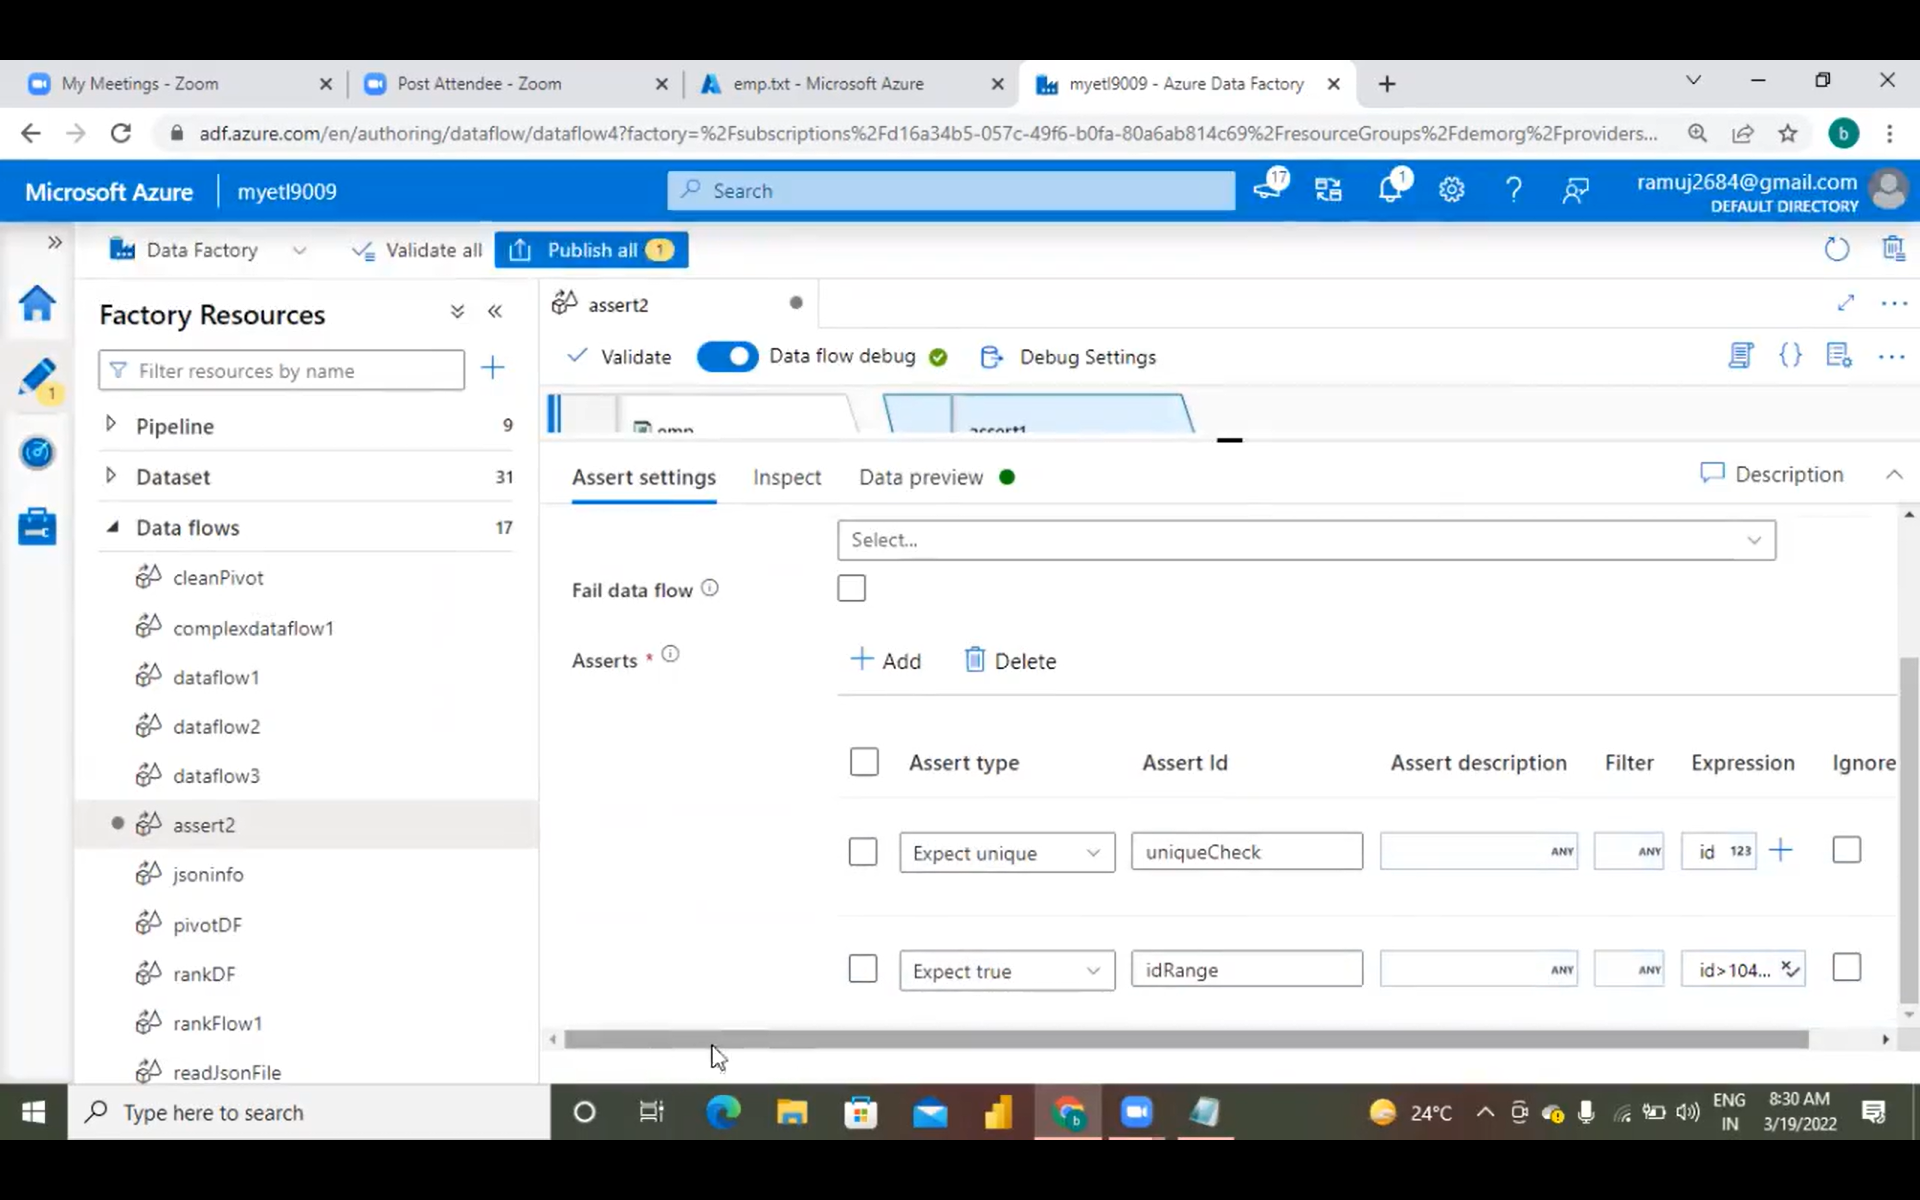 My Meetings - Zoom
Post Attendee - Zoom
emp.txt - Microsoft Azure
myetl9009 - Azure Data Factory
adf.azure.com/en/authoring/dataflow/dataflow4?factory=%2Fsubscriptions%2Fd16a34b5-057c-49f6-b0fa-80a6ab814c69%2FresourceGroups%2Fdemorg%2Fproviders...
b
Microsoft Azure
myetl9009
Search
17
1
ramuj2684@gmail.com
DEFAULT DIRECTORY
Data Factory
Validate all
Publish all 1
Factory Resources
Filter resources by name
1
Pipeline 9
Dataset 31
Data flows 17
cleanPivot
complexdataflow1
dataflow1
dataflow2
dataflow3
assert2
jsoninfo
pivotDF
rankDF
rankFlow1
readJsonFile
assert2
Validate
Data flow debug
Debug Settings
emp
assert1
Assert settings
Inspect
Data preview
Description
Select...
Fail data flow
Asserts *
Add
Delete
Assert type
Assert Id
Assert description
Filter
Expression
Ignore
Expect unique
uniqueCheck
ANY
ANY
id 123
Expect true
idRange
ANY
ANY
id>104...
Type here to search
24°C
ENG
IN
8:30 AM
3/19/2022